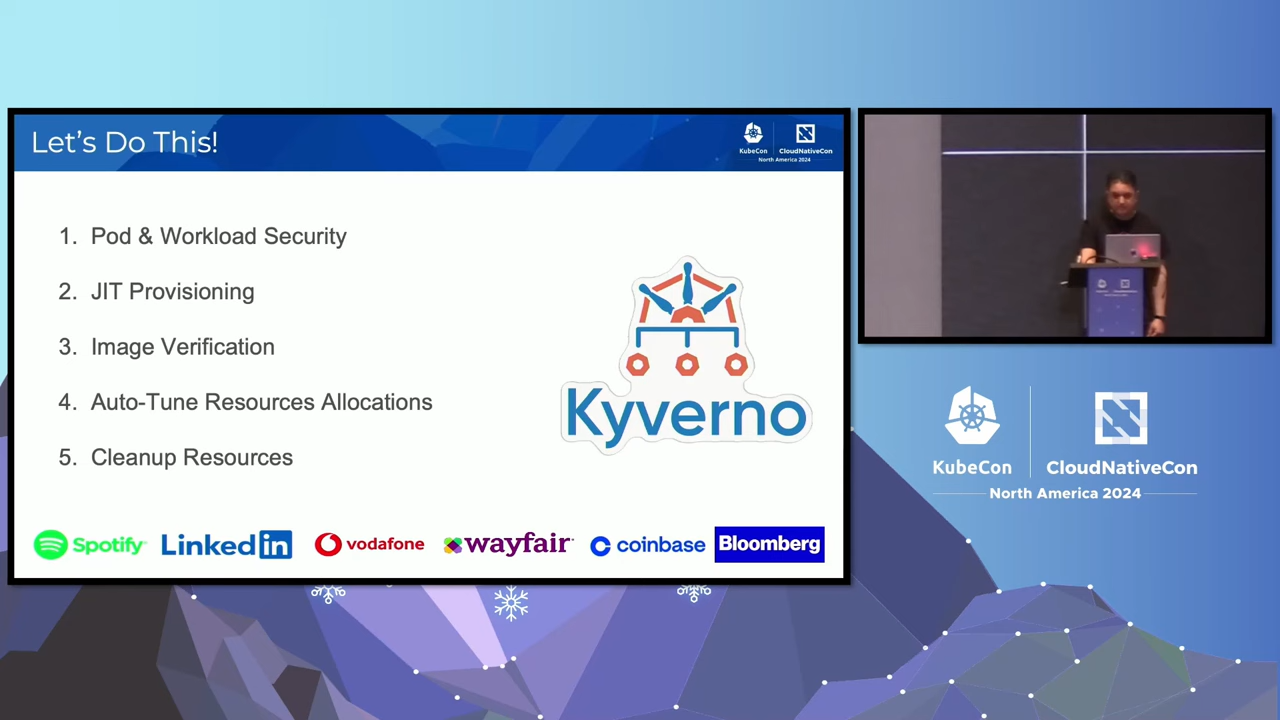 Let's Do This!
KubeCon
CloudNativeCon
North America 2024
1. Pod & Workload Security
2. JIT Provisioning
3. Image Verification
4. Auto-Tune Resources Allocations
5. Cleanup Resources
Kyverno
Spotify
LinkedIn
vodafone
wayfair
coinbase
Bloomberg
KubeCon
CloudNativeCon
North America 2024